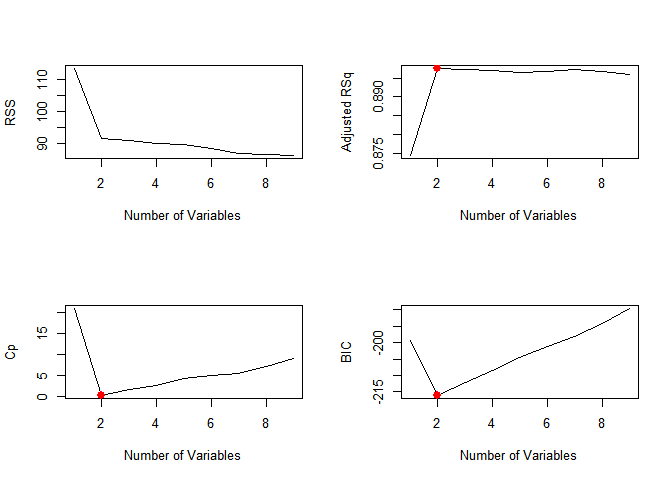 RSS
90 100 110
2 4 6 8
Number of Variables
Adjusted RSq
0.875 0.890
2 4 6 8
Number of Variables
Cp
0 5 15
2 4 6 8
Number of Variables
BIC
-215 -200
2 4 6 8
Number of Variables